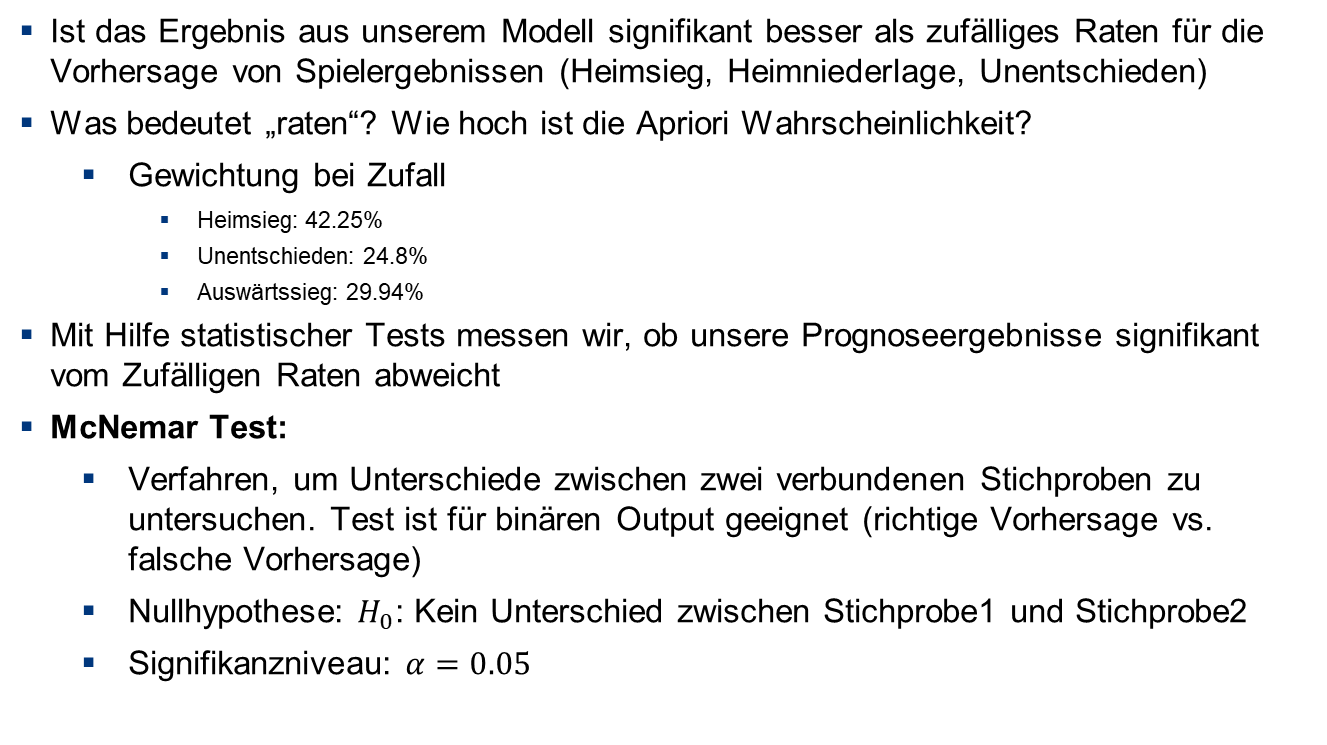 ▪ Ist das Ergebnis aus unserem Modell signifikant besser als zufälliges Raten für die
Vorhersage von Spielergebnissen (Heimsieg, Heimniederlage, Unentschieden)
▪ Was bedeutet „raten“? Wie hoch ist die Apriori Wahrscheinlichkeit?
▪ Gewichtung bei Zufall
▪ Heimsieg: 42.25%
▪ Unentschieden: 24.8%
▪ Auswärtssieg: 29.94%
▪ Mit Hilfe statistischer Tests messen wir, ob unsere Prognoseergebnisse signifikant
vom Zufälligen Raten abweicht
▪ McNemar Test:
▪ Verfahren, um Unterschiede zwischen zwei verbundenen Stichproben zu
untersuchen. Test ist für binären Output geeignet (richtige Vorhersage vs.
falsche Vorhersage)
▪ Nullhypothese: 𝐻₀: Kein Unterschied zwischen Stichprobe1 und Stichprobe2
▪ Signifikanzniveau: 𝛼 = 0.05